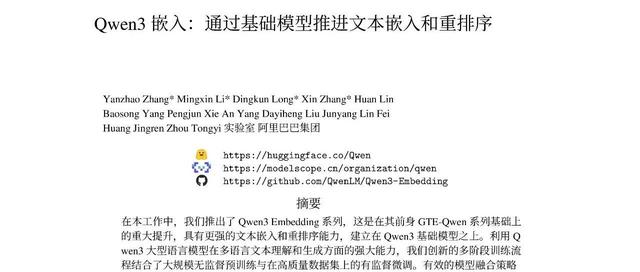 Qwen3 嵌入：通过基础模型推进文本嵌入和重排序
Yanzhao Zhang* Mingxin Li* Dingkun Long* Xin Zhang* Huan Lin
Baosong Yang Pengjun Xie An Yang Dayiheng Liu Junyang Lin Fei
Huang Jingren Zhou Tongyi 实验室 阿里巴巴集团
https://huggingface.co/Qwen
https://modelscope.cn/organization/qwen
https://github.com/QwenLM/Qwen3-Embedding
摘要
在本工作中，我们推出了 Qwen3 Embedding 系列，这是在其前身 GTE-Qwen 系列基础上
的重大提升，具有更强的文本嵌入和重排序能力，建立在 Qwen3 基础模型之上。利用 Q
wen3 大型语言模型在多语言文本理解和生成方面的强大能力，我们创新的多阶段训练流
程结合了大规模无监督预训练与在高质量数据集上的有监督微调。有效的模型融合策略